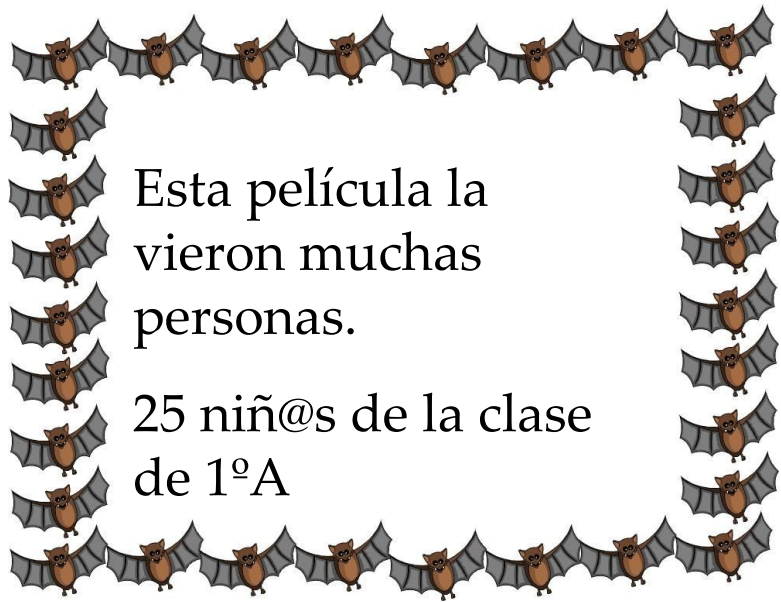 Esta película la
vieron muchas
personas.
25 niñ@s de la clase
de 1ºA